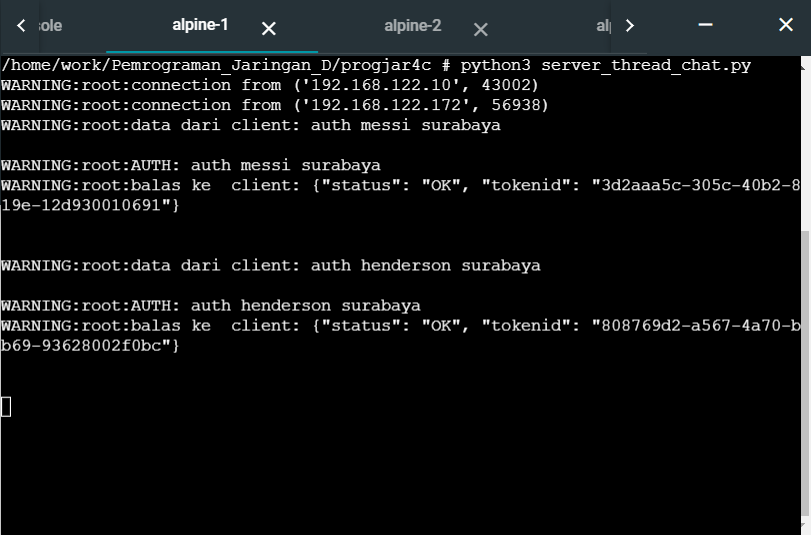 sole alpine-1 alpine-2 al
/home/work/Pemrograman_Jaringan_D/progjar4c # python3 server_thread_chat.py
WARNING:root:connection from ('192.168.122.10', 43002)
WARNING:root:connection from ('192.168.122.172', 56938)
WARNING:root:data dari client: auth messi surabaya
WARNING:root:AUTH: auth messi surabaya
WARNING:root:balas ke  client: {"status": "OK", "tokenid": "3d2aaa5c-305c-40b2-8
19e-12d930010691"}
WARNING:root:data dari client: auth henderson surabaya
WARNING:root:AUTH: auth henderson surabaya
WARNING:root:balas ke  client: {"status": "OK", "tokenid": "808769d2-a567-4a70-b
b69-93628002f0bc"}